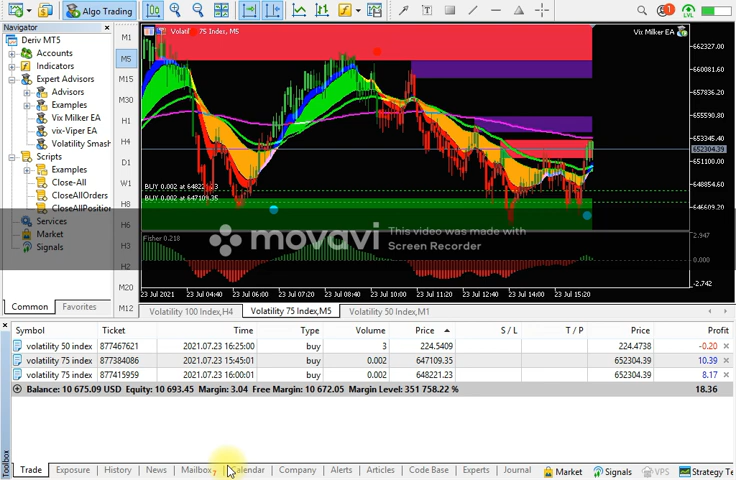 Algo Trading
LVL
Navigator
Deriv MT5
Accounts
Indicators
Expert Advisors
Advisors
Examples
Vix Milker EA
vix-Viper EA
Volatility Smash
Scripts
Examples
Close-All
CloseAllOrders
CloseAllPosition
Services
Market
Signals
Common
Favorites
M1
M5
M15
M30
H1
H4
D1
W1
H8
H6
H3
H2
M20
M12
75 Index, M5
Vix Milker EA
BUY 0.002 at 648221.23
BUY 0.002 at 647109.35
662327.00
660081.60
657836.20
655590.80
653345.40
652304.39
651100.00
648854.60
646609.20
movavi
This video was made with
Screen Recorder
Fisher 0.218
2.947
0.000
-2.742
23 Jul 2021
23 Jul 04:40
23 Jul 06:00
23 Jul 07:20
23 Jul 08:40
23 Jul 10:00
23 Jul 11:20
23 Jul 12:40
23 Jul 14:00
23 Jul 15:20
Volatility 100 Index,H4
Volatility 75 Index,M5
Volatility 50 Index,M1
Symbol Ticket Time Type Volume Price S / L T / P Price Profit
volatility 50 index 877467621 2021.07.23 16:25:00 buy 3 224.5409 224.4738 -0.20
volatility 75 index 877384086 2021.07.23 15:45:01 buy 0.002 647109.35 652304.39 10.39
volatility 75 index 877415959 2021.07.23 16:00:01 buy 0.002 648221.23 652304.39 8.17
Balance: 10 675.09 USD Equity: 10 693.45 Margin: 3.04 Free Margin: 10 672.05 Margin Level: 351 758.22 % 18.36
Toolbox
Trade Exposure History News Mailbox 7 Calendar Company Alerts Articles Code Base Experts Journal
Market Signals VPS Strategy Te